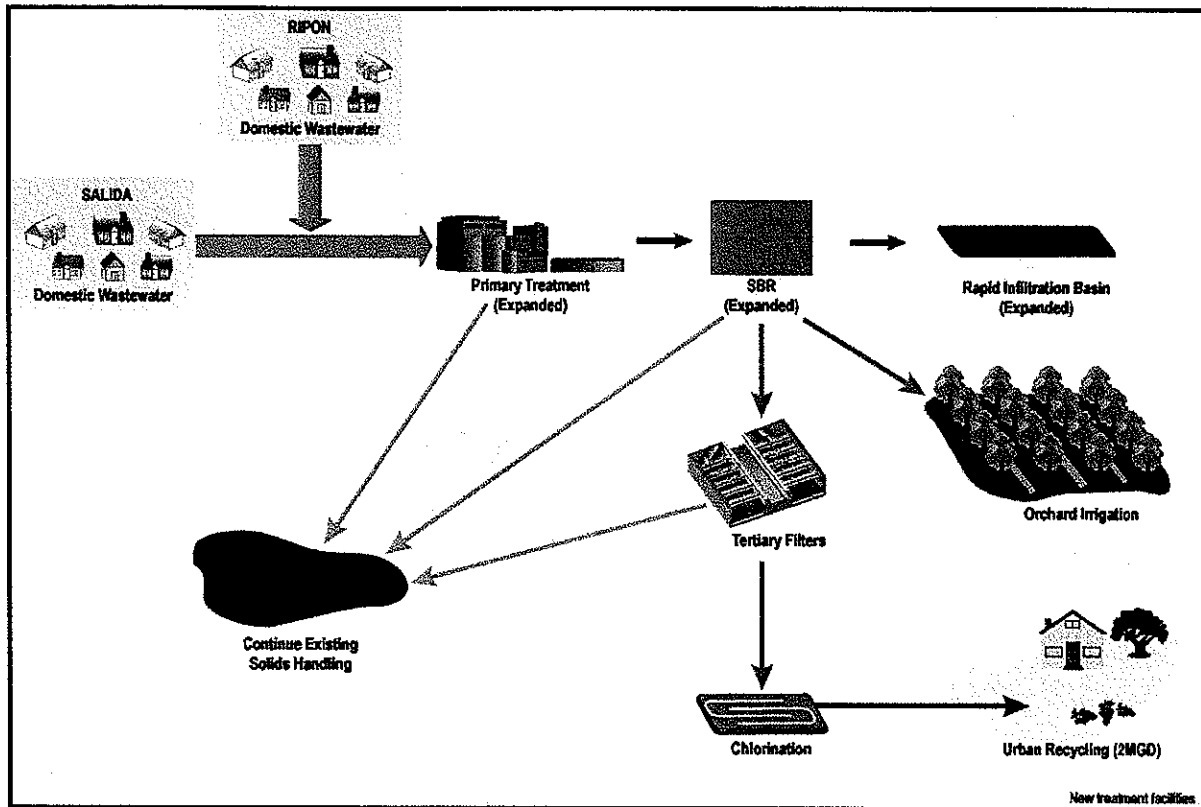 RIPON
Domestic Wastewater
SALIDA
Domestic Wastewater
Primary Treatment
(Expanded)
SBR
(Expanded)
Rapid Infiltration Basin
(Expanded)
Orchard Irrigation
Tertiary Filters
Continue Existing
Solids Handling
Chlorination
Urban Recycling (2MGD)
New treatment facilities